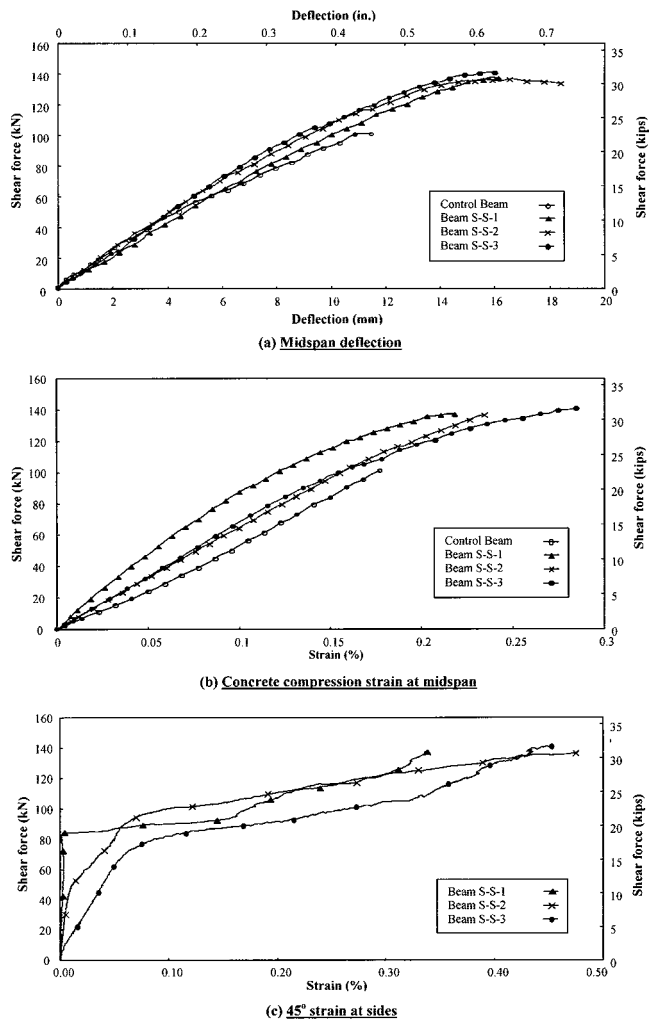 Deflection (in.)
0 0.1 0.2 0.3 0.4 0.5 0.6 0.7
160
140
120
100
80
60
40
20
0
Shear force (kN)
35
30
25
20
15
10
5
0
Shear force (kips)
Control Beam
Beam S-S-1
Beam S-S-2
Beam S-S-3
0 2 4 6 8 10 12 14 16 18 20
Deflection (mm)
(a) Midspan deflection
160
140
120
100
80
60
40
20
0
Shear force (kN)
35
30
25
20
15
10
5
0
Shear force (kips)
Control Beam
Beam S-S-1
Beam S-S-2
Beam S-S-3
0 0.05 0.1 0.15 0.2 0.25 0.3
Strain (%)
(b) Concrete compression strain at midspan
160
140
120
100
80
60
40
20
0
Shear force (kN)
35
30
25
20
15
10
5
0
Shear force (kips)
Beam S-S-1
Beam S-S-2
Beam S-S-3
0.00 0.10 0.20 0.30 0.40 0.50
Strain (%)
(c) 45° strain at sides